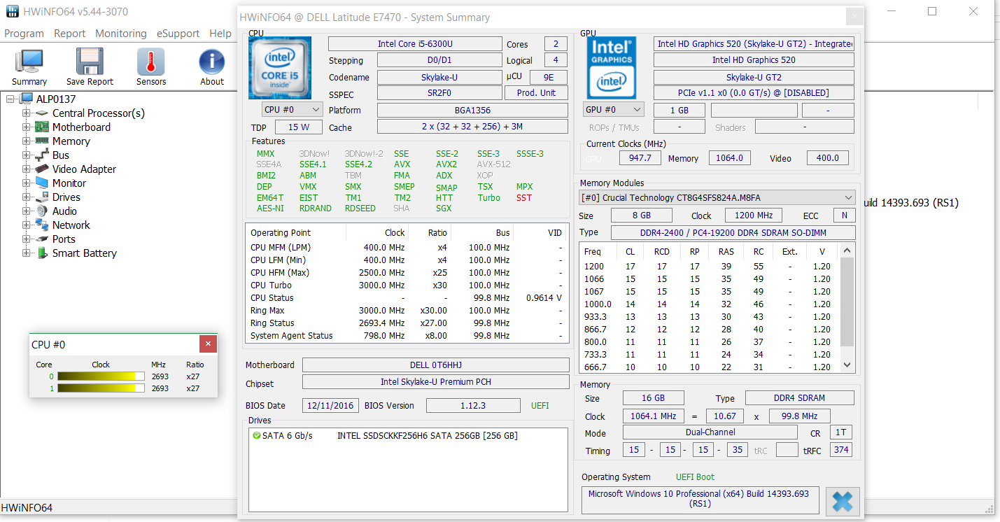 HWiNFO64 v5.44-3070
Program Report Monitoring eSupport Help
Summary Save Report Sensors About
ALP0137
Central Processor(s)
Motherboard
Memory
Bus
Video Adapter
Monitor
Drives
Audio
Network
Ports
Smart Battery
CPU #0
Core Clock MHz Ratio
0 2693 x27
1 2693 x27
HWiNFO64
HWiNFO64 @ DELL Latitude E7470 - System Summary
CPU
intel
CORE i5
inside
Intel Core i5-6300U Cores 2
Stepping D0/D1 Logical 4
Codename Skylake-U µCU 9E
SSPEC SR2F0 Prod. Unit
CPU #0 Platform BGA1356
TDP 15 W Cache 2 x (32 + 32 + 256) + 3M
Features
MMX 3DNow! 3DNow!-2 SSE SSE-2 SSE-3 SSSE-3
SSE4A SSE4.1 SSE4.2 AVX AVX2 AVX-512
BMI2 ABM TBM FMA ADX XOP
DEP VMX SMX SMEP SMAP TSX MPX
EM64T EIST TM1 TM2 HTT Turbo SST
AES-NI RDRAND RDSEED SHA SGX
Operating Point Clock Ratio Bus VID
CPU MFM (LPM) 400.0 MHz x4 100.0 MHz -
CPU LFM (Min) 400.0 MHz x4 100.0 MHz -
CPU HFM (Max) 2500.0 MHz x25 100.0 MHz -
CPU Turbo 3000.0 MHz x30 100.0 MHz -
CPU Status - - 99.8 MHz 0.9614 V
Ring Max 3000.0 MHz x30.00 100.0 MHz -
Ring Status 2693.4 MHz x27.00 99.8 MHz -
System Agent Status 798.0 MHz x8.00 99.8 MHz -
Motherboard DELL 0T6HHJ
Chipset Intel Skylake-U Premium PCH
BIOS Date 12/11/2016 BIOS Version 1.12.3 UEFI
Drives
SATA 6 Gb/s INTEL SSDSCKKF256H6 SATA 256GB [256 GB]
GPU
Intel
GRAPHICS
intel
Intel HD Graphics 520 (Skylake-U GT2) - Integrated
Intel HD Graphics 520
Skylake-U GT2
PCIe v1.1 x0 (0.0 GT/s) @ [DISABLED]
GPU #0 1 GB -
ROPs / TMUs - Shaders -
Current Clocks (MHz)
GPU 947.7 Memory 1064.0 Video 400.0
Memory Modules
[#0] Crucial Technology CT8G4SFS824A.M8FA
Size 8 GB Clock 1200 MHz ECC N
Type DDR4-2400 / PC4-19200 DDR4 SDRAM SO-DIMM
Freq CL RCD RP RAS RC Ext. V
1200 17 17 17 39 55 - 1.20
1066 15 15 15 35 49 - 1.20
1067 15 15 15 35 49 - 1.20
1000.0 14 14 14 32 46 - 1.20
933.3 13 13 13 30 43 - 1.20
866.7 12 12 12 28 40 - 1.20
800.0 11 11 11 26 37 - 1.20
733.3 11 11 11 24 34 - 1.20
666.7 10 10 10 22 31 - 1.20
Memory
Size 16 GB Type DDR4 SDRAM
Clock 1064.1 MHz = 10.67 x 99.8 MHz
Mode Dual-Channel CR 1T
Timing 15 - 15 - 15 - 35 tRC tRFC 374
Operating System UEFI Boot
Microsoft Windows 10 Professional (x64) Build 14393.693
(RS1)
uild 14393.693 (RS1)